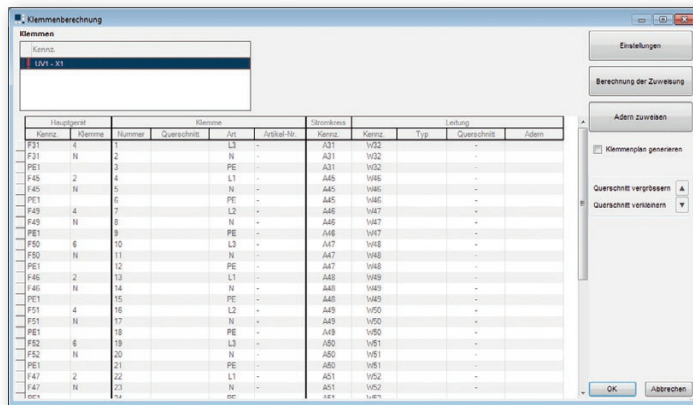 Klemmenberechnung
Klemmen
Kennz.
UV1 - X1
Einstellungen
Berechnung der Zuweisung
Adern zuweisen
Klemmenplan generieren
Querschnitt vergrössern
Querschnitt verkleinern
Hauptgerät Klemme Stromkreis Leitung
Kennz. Klemme Nummer Querschnitt Art Artikel-Nr. Kennz. Kennz. Typ Querschnitt Adern
F31 4 1 L3 - A31 W32 -
F31 N 2 N - A31 W32 -
PE1 3 PE - A31 W32 -
F45 2 4 L1 - A45 W46 -
F45 N 5 N - A45 W46 -
PE1 6 PE - A45 W46 -
F49 4 7 L2 - A46 W47 -
F49 N 8 N - A46 W47 -
PE1 9 PE - A46 W47 -
F50 6 10 L3 - A47 W48 -
F50 N 11 N - A47 W48 -
PE1 12 PE - A47 W48 -
F46 2 13 L1 - A48 W49 -
F46 N 14 N - A48 W49 -
PE1 15 PE - A48 W49 -
F51 4 16 L2 - A49 W50 -
F51 N 17 N - A49 W50 -
PE1 18 PE - A49 W50 -
F52 6 19 L3 - A50 W51 -
F52 N 20 N - A50 W51 -
PE1 21 PE - A50 W51 -
F47 2 22 L1 - A51 W52 -
F47 N 23 N - A51 W52 -
PE1 24 PE - A51 W52 -
OK Abbrechen